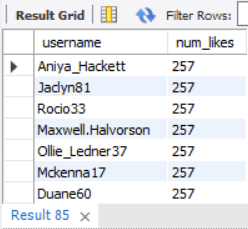 Result Grid Filter Rows:
username num_likes
Aniya_Hackett 257
Jaclyn81 257
Rocio33 257
Maxwell.Halvorson 257
Ollie_Ledner37 257
Mckenna17 257
Duane60 257
Result 85 ×